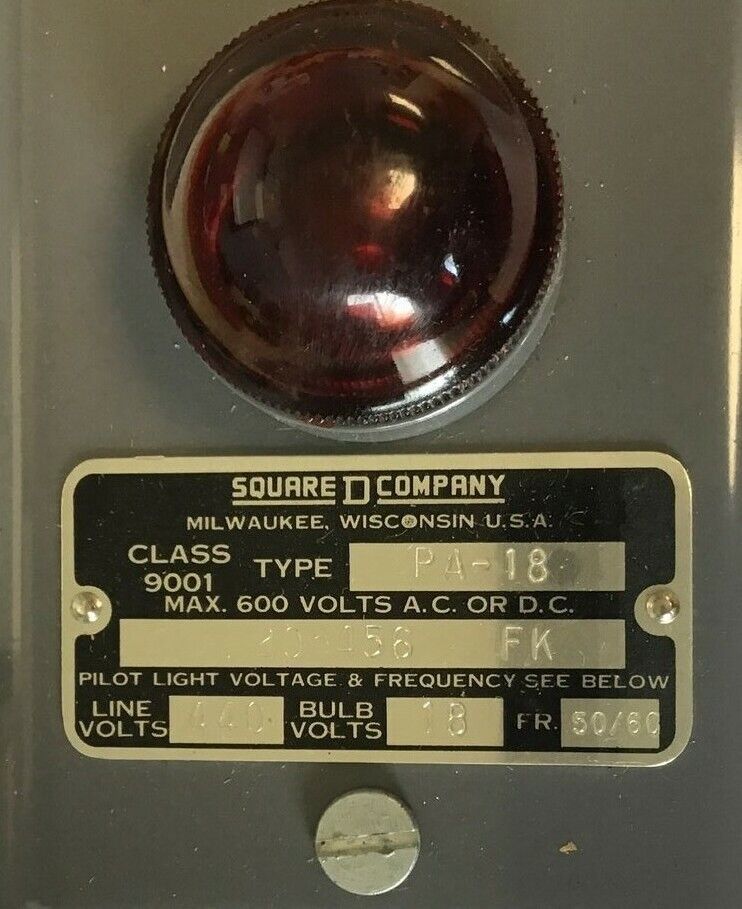 SQUARE D COMPANY
MILWAUKEE, WISCONSIN U.S.A.
CLASS 9001 TYPE PA-18
MAX. 600 VOLTS A.C. OR D.C.
FK
PILOT LIGHT VOLTAGE & FREQUENCY SEE BELOW
LINE VOLTS 440 BULB VOLTS 18 FR. 50/60